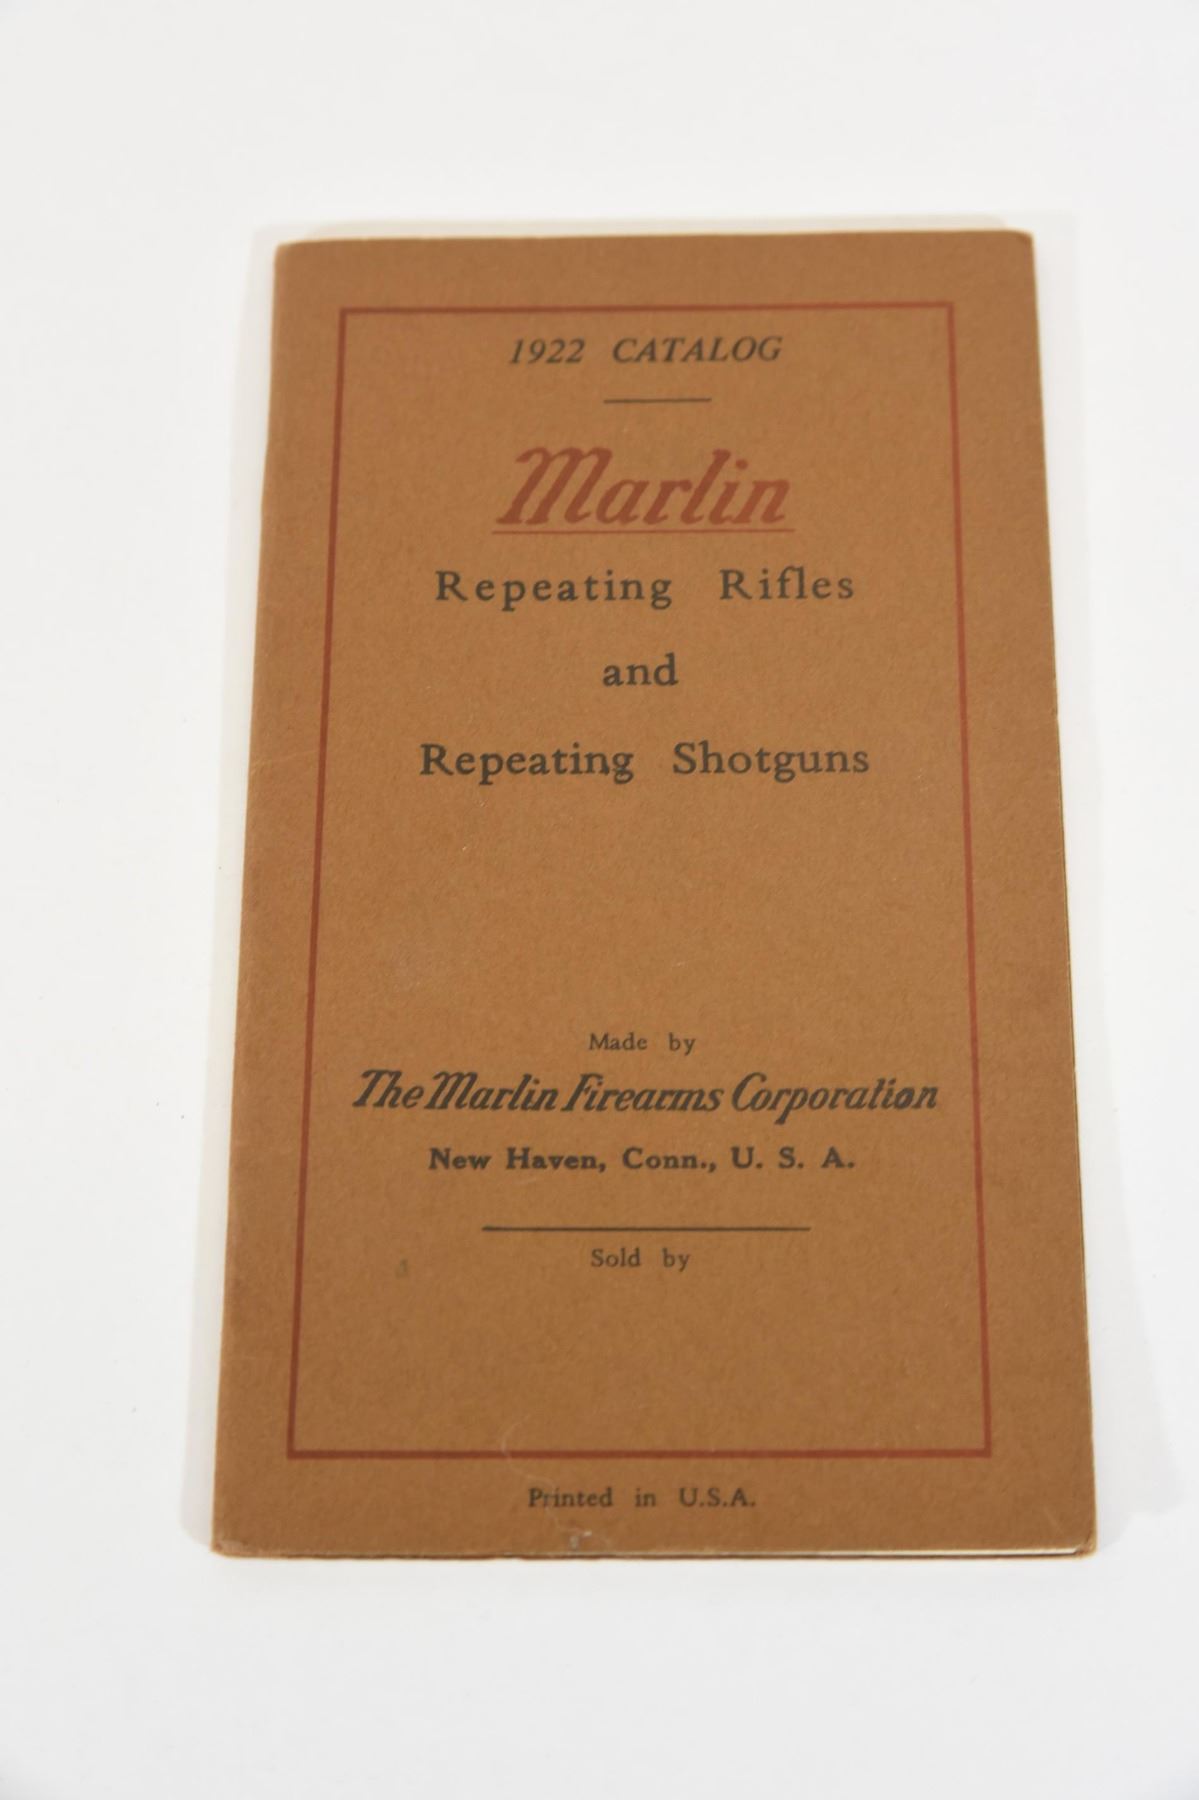 1922 CATALOG
Marlin
Repeating Rifles
and
Repeating Shotguns
Made by
The Marlin Firearms Corporation
New Haven, Conn., U. S. A.
Sold by
Printed in U.S.A.